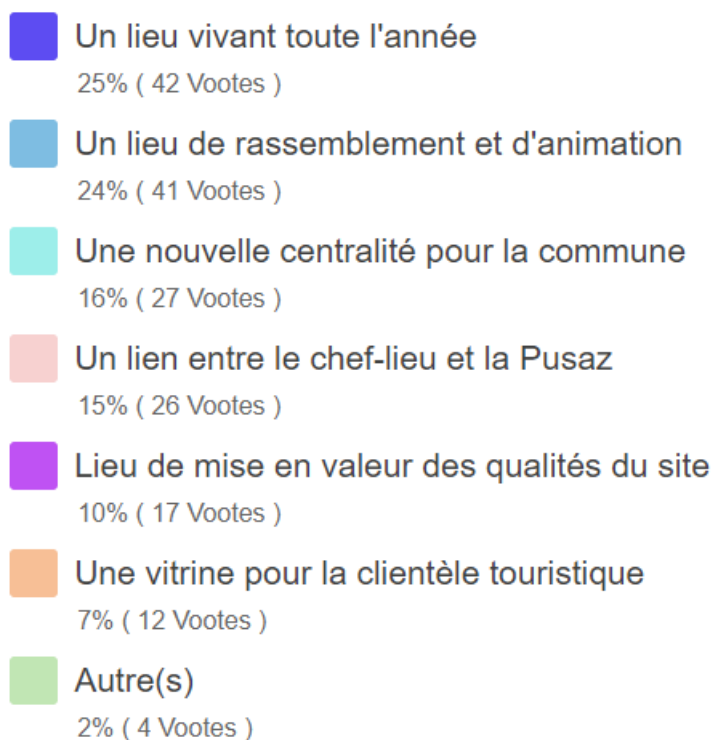 Un lieu vivant toute l'année
25% ( 42 Vootes )
Un lieu de rassemblement et d'animation
24% ( 41 Vootes )
Une nouvelle centralité pour la commune
16% ( 27 Vootes )
Un lien entre le chef-lieu et la Pusaz
15% ( 26 Vootes )
Lieu de mise en valeur des qualités du site
10% ( 17 Vootes )
Une vitrine pour la clientèle touristique
7% ( 12 Vootes )
Autre(s)
2% ( 4 Vootes )